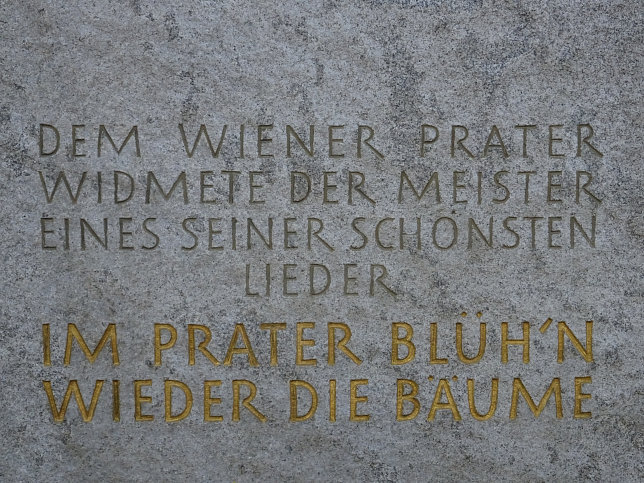 DEM WIENER PRATER
WIDMETE DER MEISTER
EINES SEINER SCHÖNSTEN
LIEDER
IM PRATER BLÜH'N
WIEDER DIE BÄUME